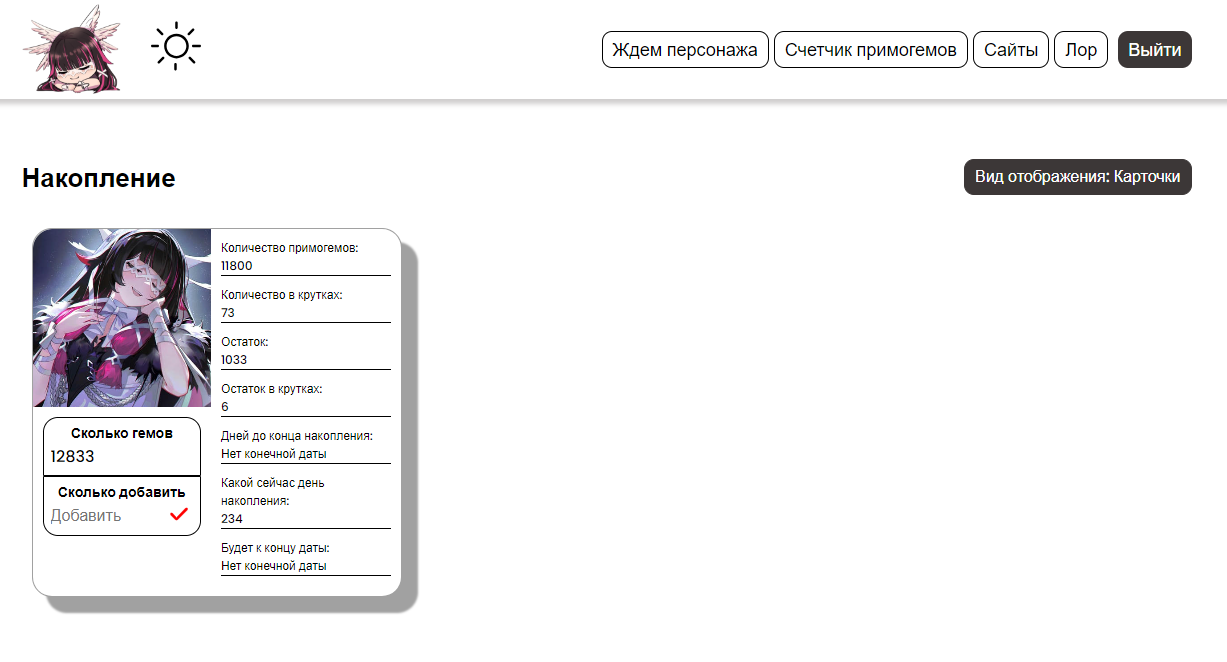 Ждем персонажа
Счетчик примогемов
Сайты
Лор
Выйти
Накопление
Вид отображения: Карточки
Сколько гемов
12833
Сколько добавить
Добавить
Количество примогемов:
11800
Количество в крутках:
73
Остаток:
1033
Остаток в крутках:
6
Дней до конца накопления:
Нет конечной даты
Какой сейчас день
накопления:
234
Будет к концу даты:
Нет конечной даты